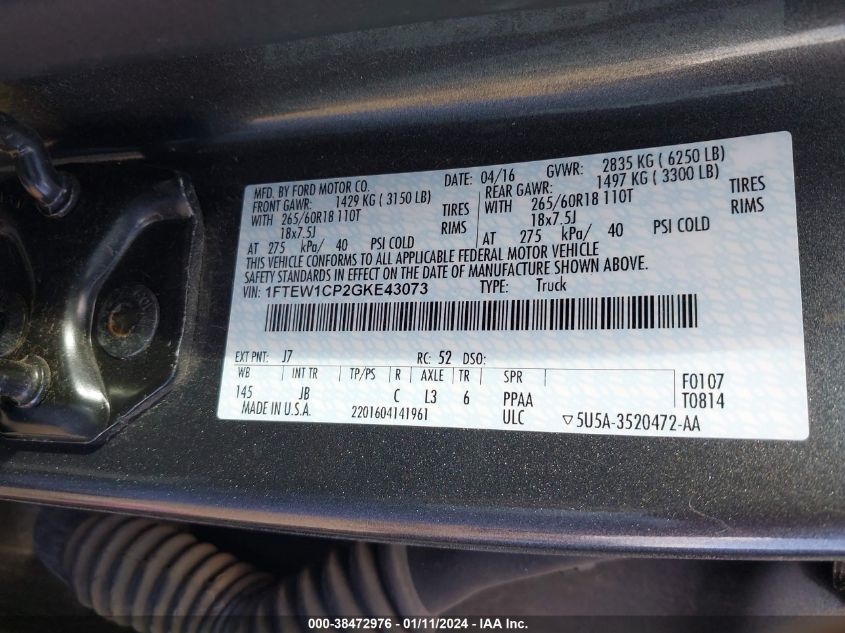 MFD. BY FORD MOTOR CO. DATE: 04/16 GVWR: 2835 KG ( 6250 LB)
FRONT GAWR: 1429 KG ( 3150 LB) REAR GAWR: 1497 KG ( 3300 LB)
WITH 265/60R18 110T TIRES WITH 265/60R18 110T TIRES
18x7.5J RIMS 18x7.5J RIMS
AT 275 kPa/ 40 PSI COLD AT 275 kPa/ 40 PSI COLD
THIS VEHICLE CONFORMS TO ALL APPLICABLE FEDERAL MOTOR VEHICLE
SAFETY STANDARDS IN EFFECT ON THE DATE OF MANUFACTURE SHOWN ABOVE.
VIN: 1FTEW1CP2GKE43073 TYPE: Truck
EXT PNT: J7 RC: 52 DSO:
WB INT TR TP/PS R AXLE TR SPR F0107
145 JB C L3 6 PPAA T0814
MADE IN U.S.A. 2201604141961 ULC ▽5U5A-3520472-AA
000-38472976 - 01/11/2024 - IAA Inc.